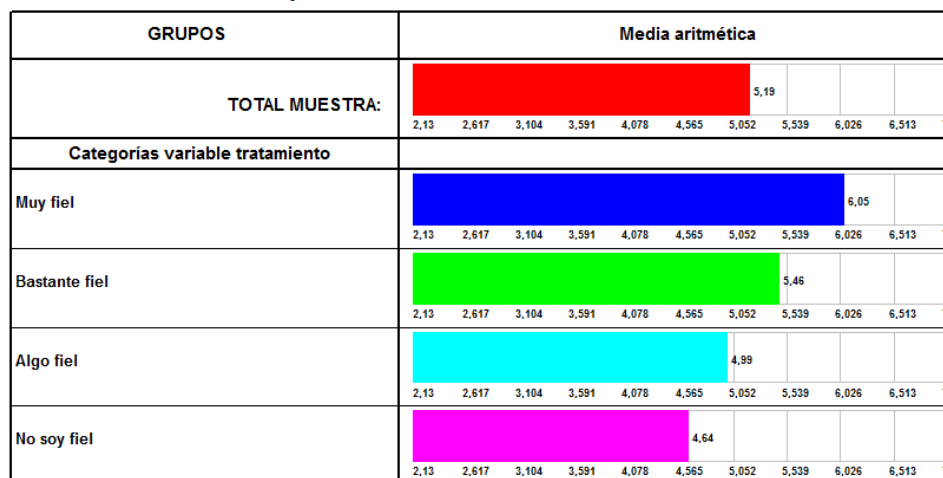 GRUPOS Media aritmética
5,19
TOTAL MUESTRA:
2,13 2,617 3,104 3,591 4,078 4,565 5,052 5,539 6,026 6,513
Categorías variable tratamiento
Muy fiel 6,05
2,13 2,617 3,104 3,591 4,078 4,565 5,052 5,539 6,026 6,513
Bastante fiel 5,46
2,13 2,617 3,104 3,591 4,078 4,565 5,052 5,539 6,026 6,513
Algo fiel 4,99
2,13 2,617 3,104 3,591 4,078 4,565 5,052 5,539 6,026 6,513
No soy fiel 4,64
2,13 2,617 3,104 3,591 4,078 4,565 5,052 5,539 6,026 6,513